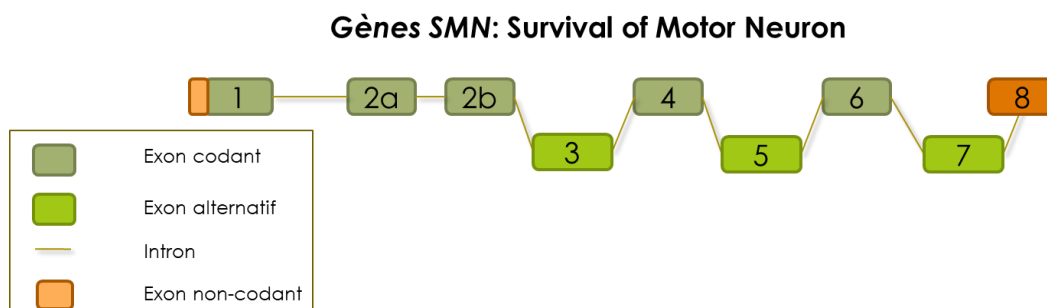 Gènes SMN: Survival of Motor Neuron
1 2a 2b 4 6 8
3 5 7
Exon codant
Exon alternatif
Intron
Exon non-codant